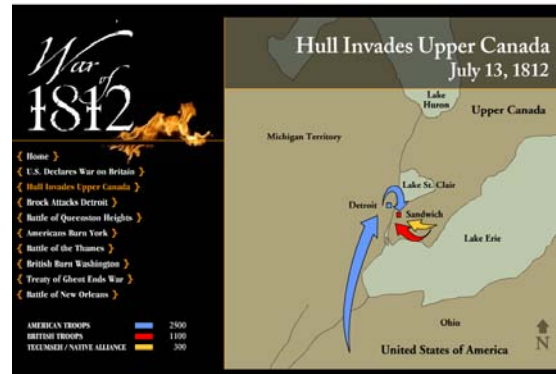 War
of
1812
{ Home }
{ U.S. Declares War on Britain }
{ Hull Invades Upper Canada }
{ Brock Attacks Detroit }
{ Battle of Queenston Heights }
{ Americans Burn York }
{ Battle of the Thames }
{ British Burn Washington }
{ Treaty of Ghent Ends War }
{ Battle of New Orleans }
AMERICAN TROOPS 2500
BRITISH TROOPS 1100
TECUMSEH / NATIVE ALLIANCE 300
Hull Invades Upper Canada
July 13, 1812
Lake
Huron
Upper Canada
Michigan Territory
Lake St. Clair
Detroit
Sandwich
Lake Erie
Ohio
United States of America
N